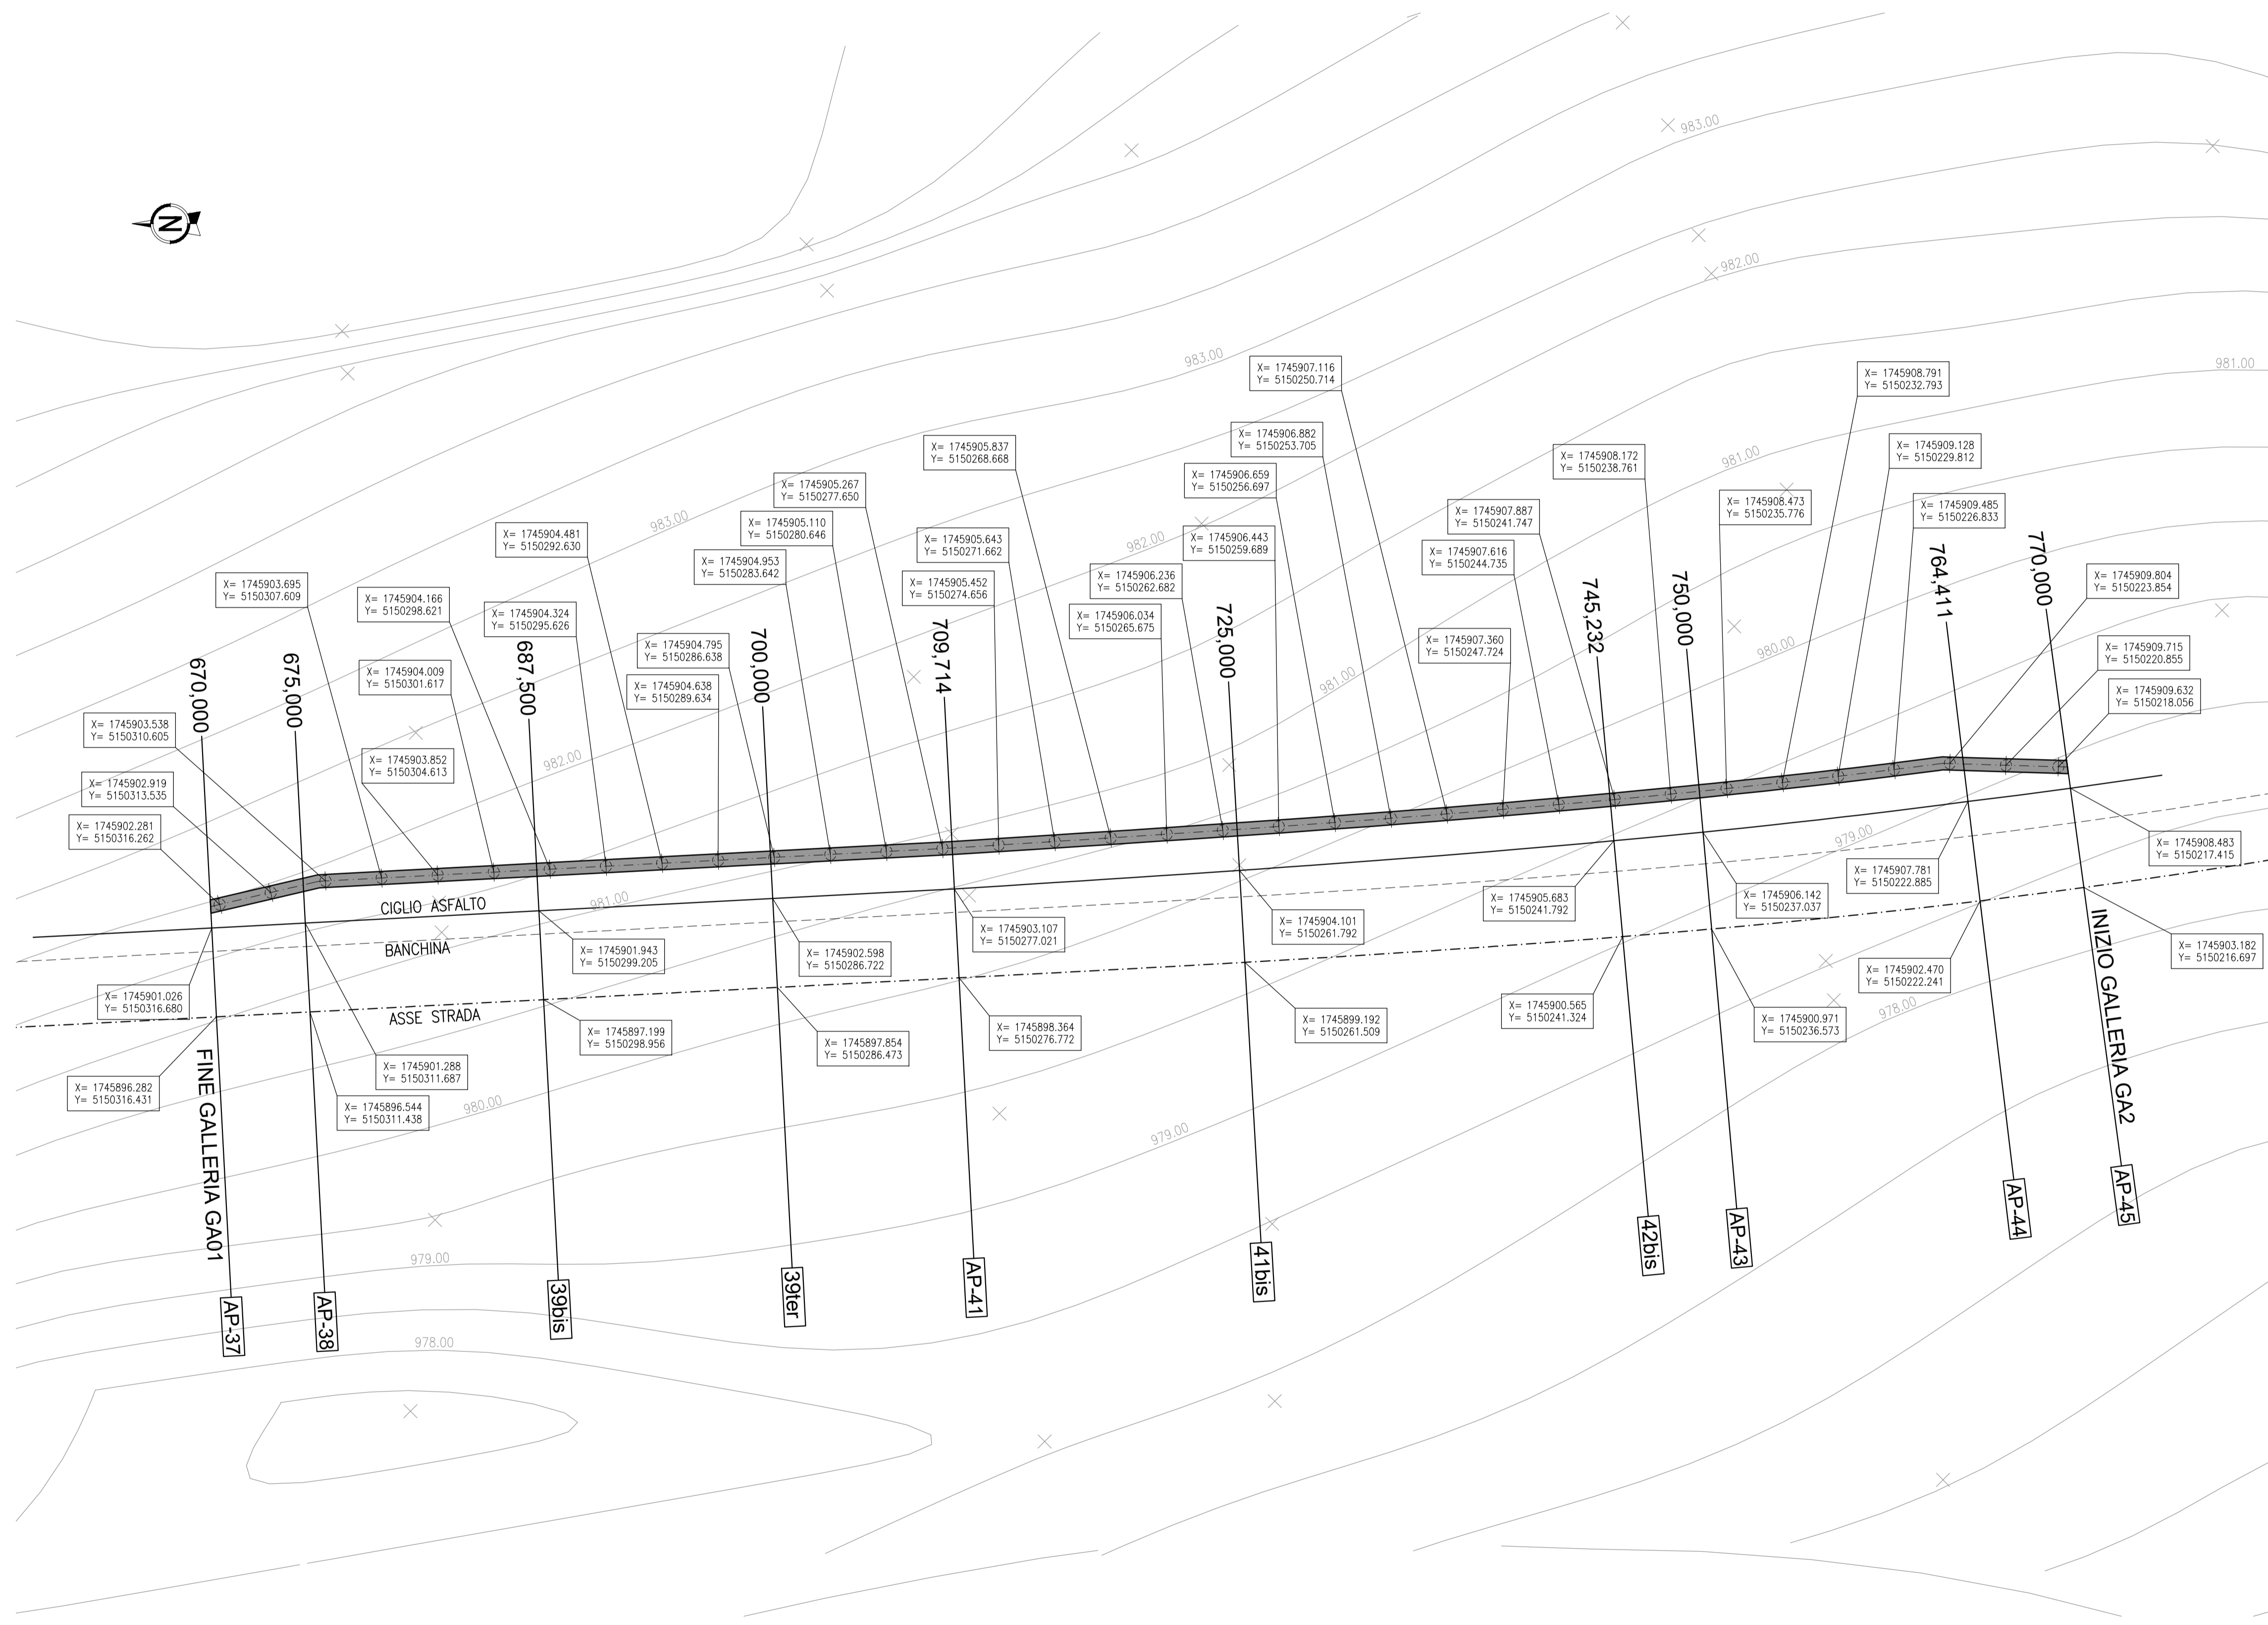 983.00
N
982.00
983.00
981.00
X= 1745907.116
Y= 5150250.714
X= 1745908.791
Y= 5150232.793
X= 1745905.837
Y= 5150268.668
X= 1745906.882
Y= 5150253.705
X= 1745908.172
Y= 5150238.761
X= 1745909.128
Y= 5150229.812
981.00
X= 1745905.267
Y= 5150277.650
X= 1745906.659
Y= 5150256.697
X= 1745907.887
Y= 5150241.747
X= 1745908.473
Y= 5150235.776
X= 1745909.485
Y= 5150226.833
983.00
X= 1745904.481
Y= 5150292.630
X= 1745905.110
Y= 5150280.646
X= 1745905.643
Y= 5150271.662
982.00
X= 1745906.443
Y= 5150259.689
X= 1745907.616
Y= 5150244.735
X= 1745903.695
Y= 5150307.609
X= 1745904.166
Y= 5150298.621
X= 1745904.953
Y= 5150283.642
X= 1745905.452
Y= 5150274.656
X= 1745906.236
Y= 5150262.682
X= 1745909.804
Y= 5150223.854
X= 1745904.324
Y= 5150295.626
X= 1745906.034
Y= 5150265.675
X= 1745904.009
Y= 5150301.617
X= 1745904.795
Y= 5150286.638
X= 1745904.638
Y= 5150289.634
X= 1745907.360
Y= 5150247.724
980.00
981.00
X= 1745909.715
Y= 5150220.855
X= 1745909.632
Y= 5150218.056
670,000
675,000
687,500
700,000
709,714
725,000
745,232
750,000
764,411
770,000
X= 1745903.538
Y= 5150310.605
X= 1745903.852
Y= 5150304.613
982.00
X= 1745902.919
Y= 5150313.535
X= 1745902.281
Y= 5150316.262
979.00
X= 1745908.483
Y= 5150217.415
X= 1745907.781
Y= 5150222.885
CIGLIO ASFALTO
981.00
X= 1745905.683
Y= 5150241.792
X= 1745906.142
Y= 5150237.037
BANCHINA
X= 1745901.943
Y= 5150299.205
X= 1745902.598
Y= 5150286.722
X= 1745903.107
Y= 5150277.021
X= 1745904.101
Y= 5150261.792
X= 1745903.182
Y= 5150216.697
X= 1745902.470
Y= 5150222.241
X= 1745901.026
Y= 5150316.680
ASSE STRADA
X= 1745897.199
Y= 5150298.956
X= 1745897.854
Y= 5150286.473
X= 1745898.364
Y= 5150276.772
X= 1745899.192
Y= 5150261.509
X= 1745900.565
Y= 5150241.324
X= 1745900.971
Y= 5150236.573
978.00
X= 1745896.282
Y= 5150316.431
X= 1745901.288
Y= 5150311.687
X= 1745896.544
Y= 5150311.438
980.00
979.00
FINE GALLERIA GA01
INIZIO GALLERIA GA2
979.00
978.00
AP-37
AP-38
39bis
39ter
AP-41
41bis
42bis
AP-43
AP-44
AP-45